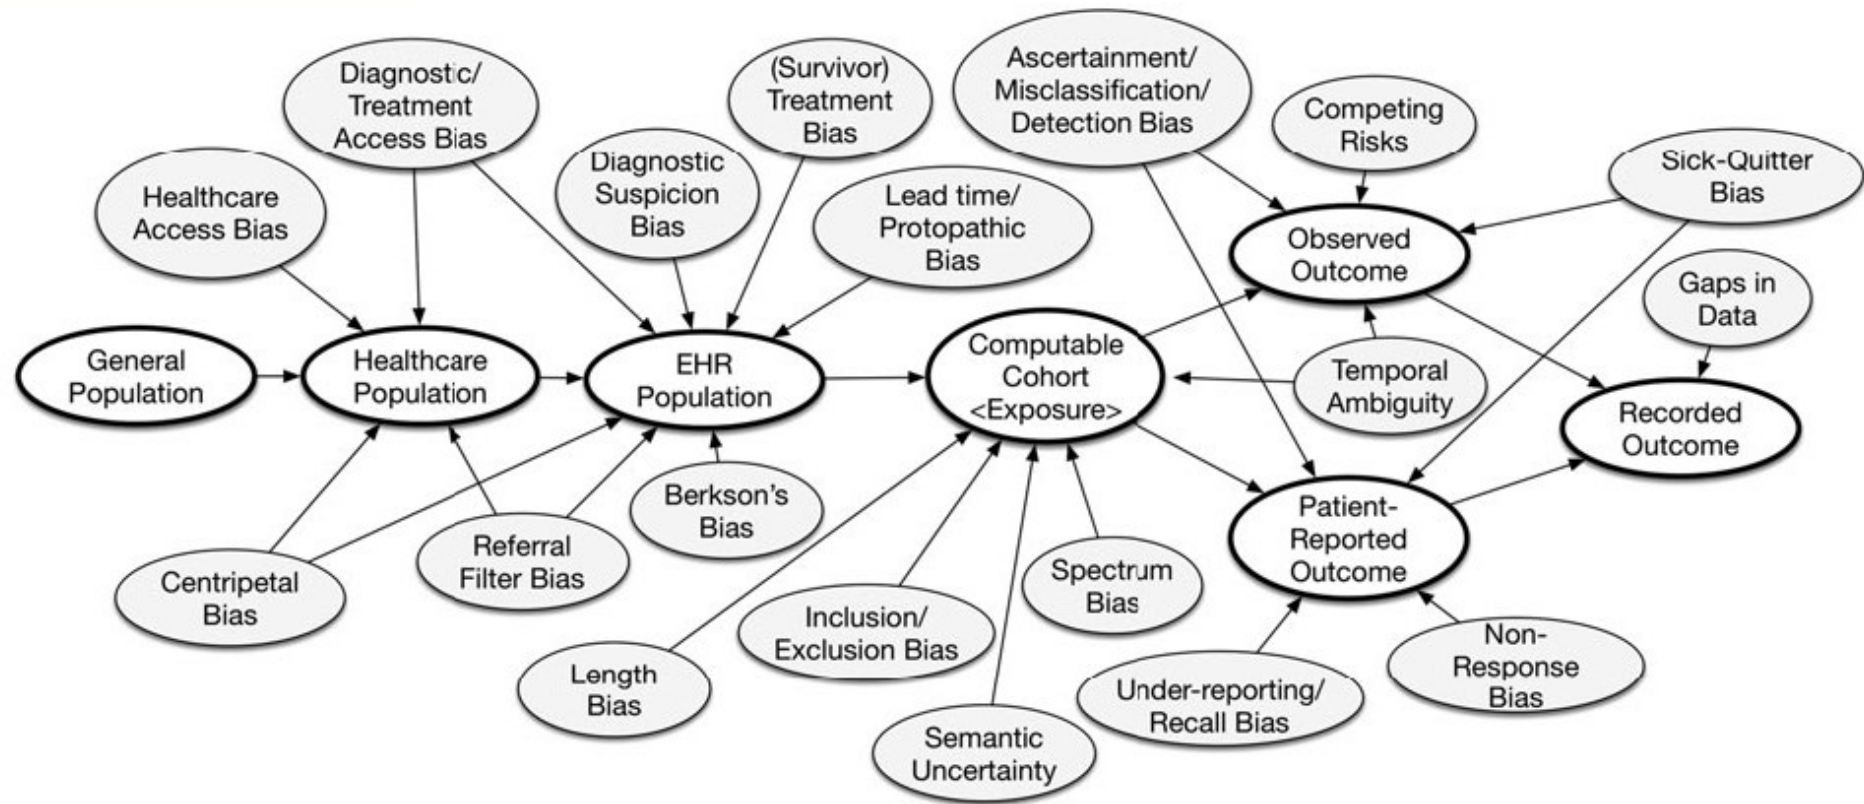 Diagnostic/
Treatment
Access Bias
(Survivor)
Treatment
Bias
Ascertainment/
Misclassification/
Detection Bias
Competing
Risks
Sick-Quitter
Bias
Healthcare
Access Bias
Diagnostic
Suspicion
Bias
Lead time/
Protopathic
Bias
Observed
Outcome
Gaps in
Data
General
Population
Healthcare
Population
EHR
Population
Computable
Cohort
<Exposure>
Temporal
Ambiguity
Recorded
Outcome
Centripetal
Bias
Referral
Filter Bias
Berkson's
Bias
Patient-
Reported
Outcome
Length
Bias
Inclusion/
Exclusion Bias
Spectrum
Bias
Semantic
Uncertainty
Under-reporting/
Recall Bias
Non-
Response
Bias